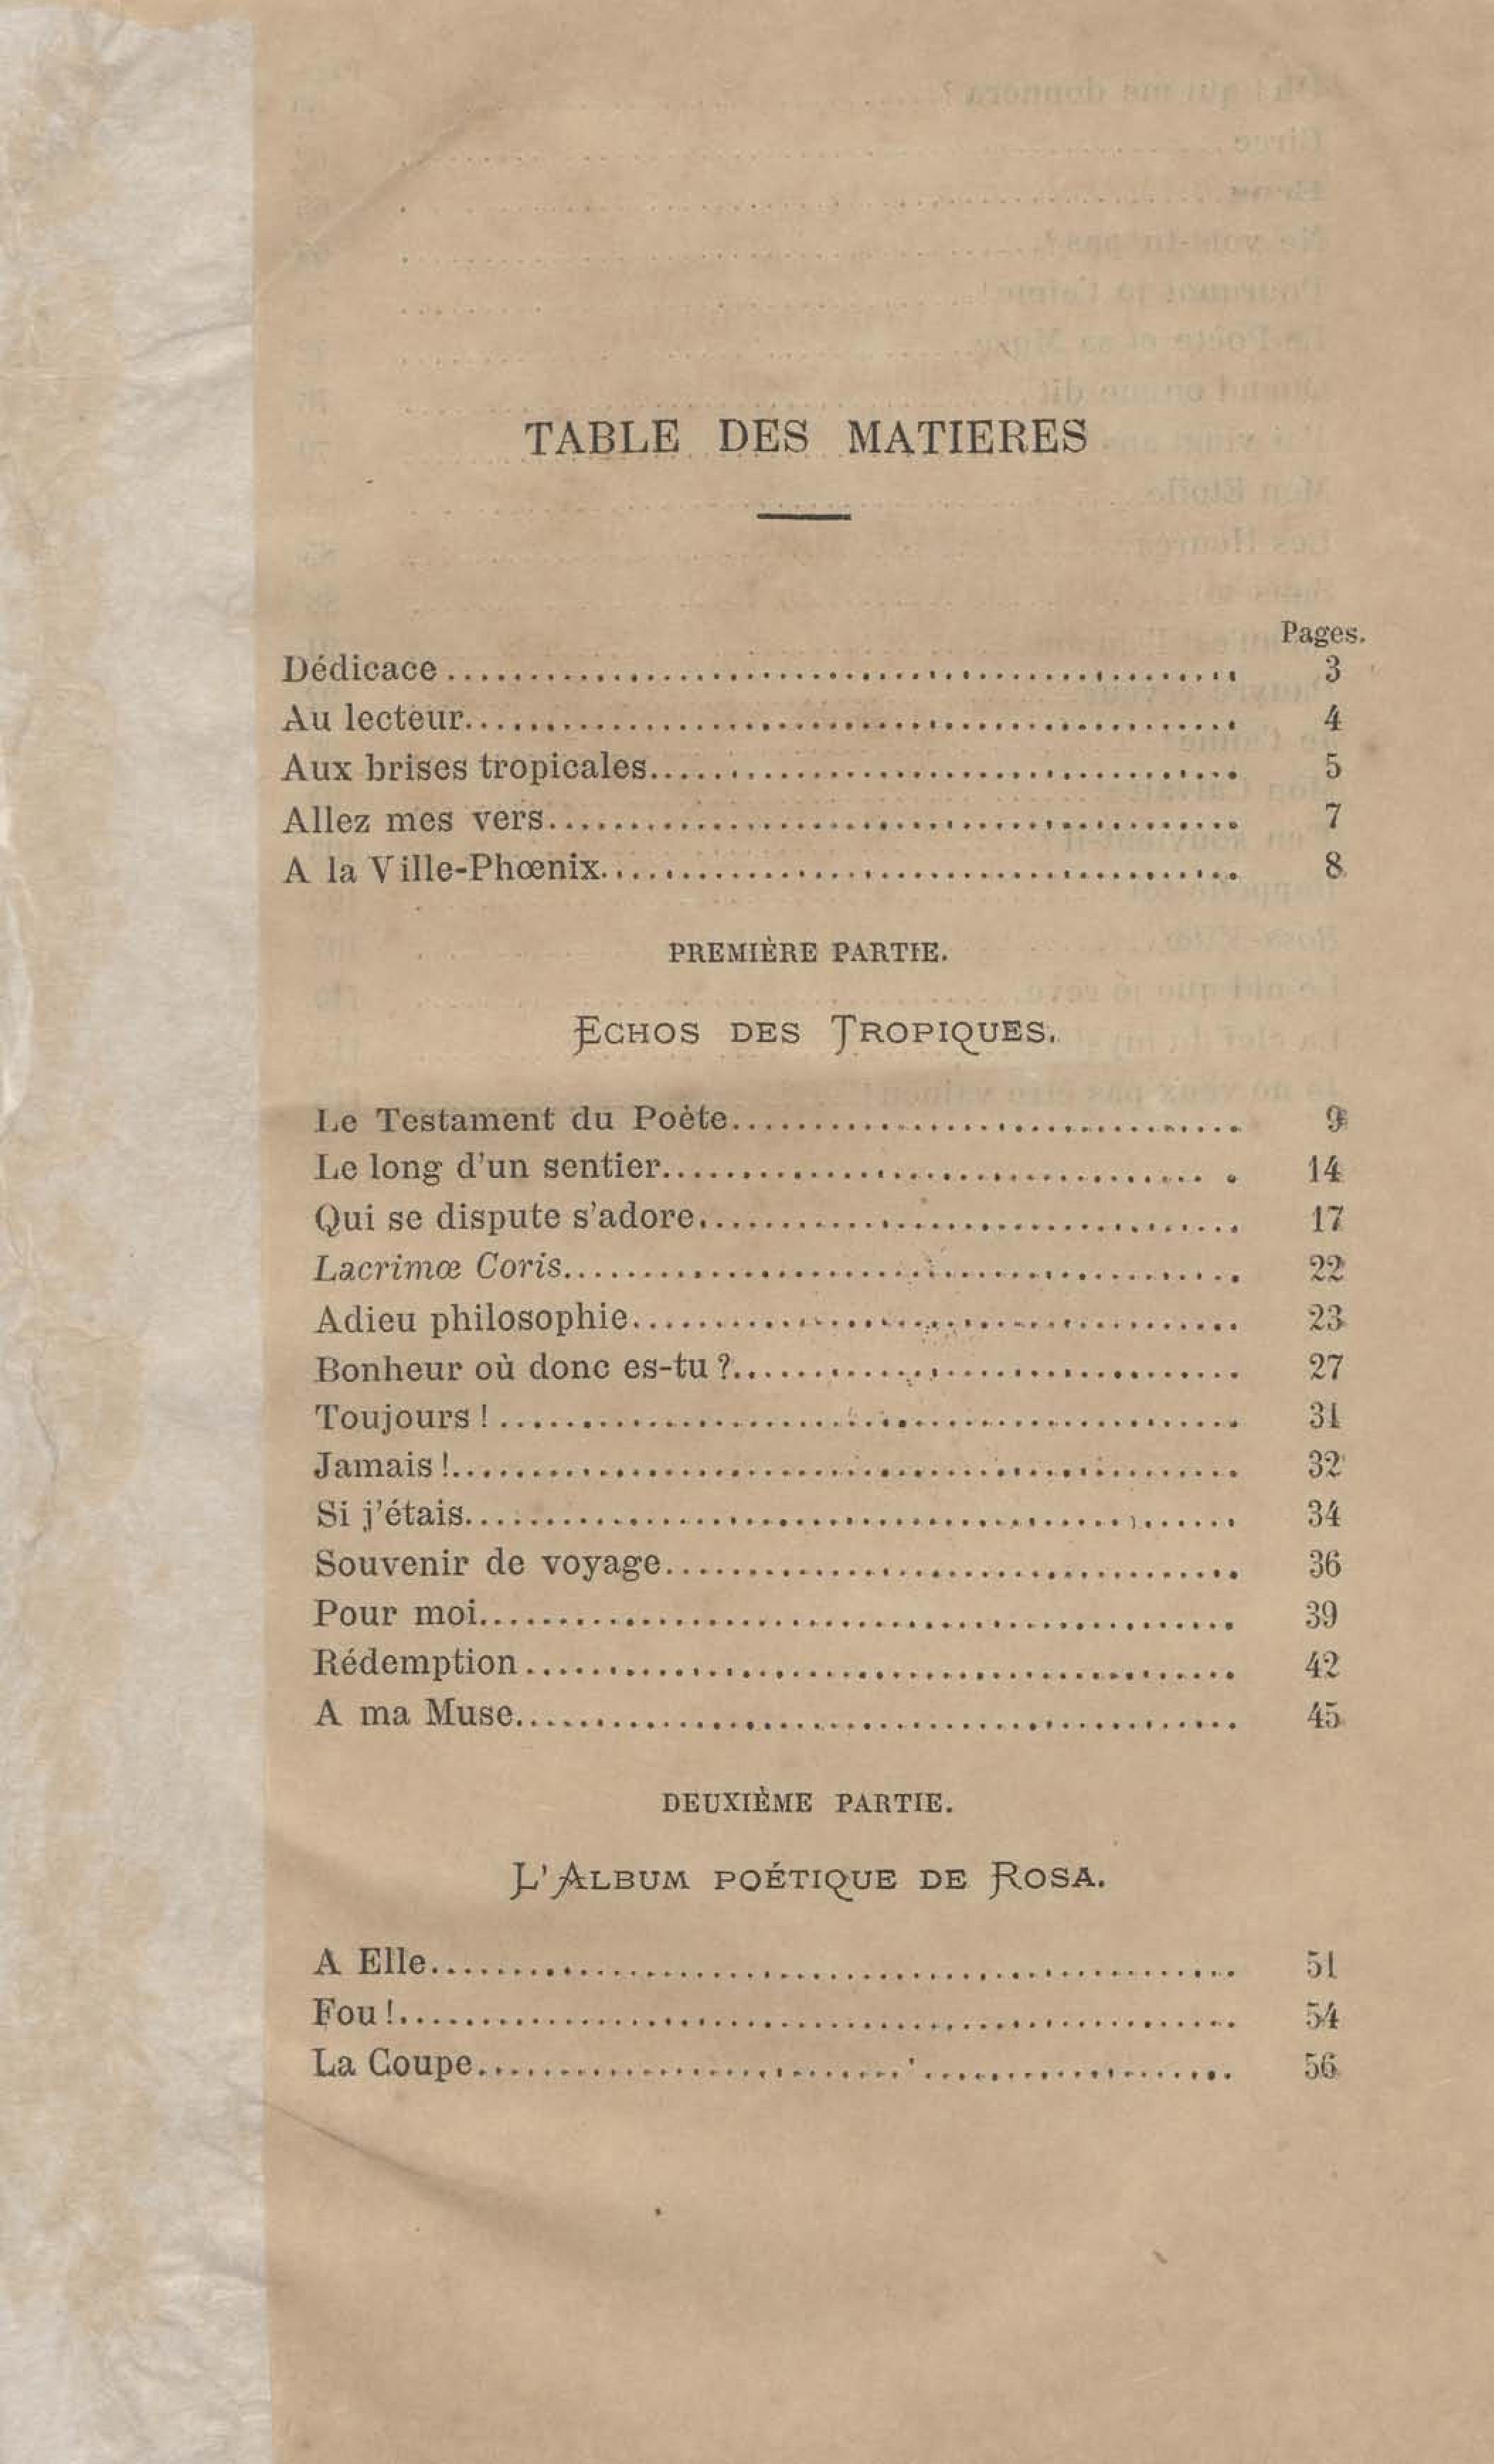 TABLE DES MATIERES
Pages.
Dédicace 3
Au lecteur 4
Aux brises tropicales 5
Allez mes vers 7
A la Ville-Phœnix 8
PREMIÈRE PARTIE.
ECHOS DES TROPIQUES.
Le Testament du Poète 9
Le long d'un sentier 14
Qui se dispute s'adore 17
Lacrimœ Coris 22
Adieu philosophie 23
Bonheur où donc es-tu ? 27
Toujours ! 31
Jamais ! 32
Si j'étais 34
Souvenir de voyage 36
Pour moi 39
Rédemption 42
A ma Muse 45
DEUXIÈME PARTIE.
L'ALBUM POÉTIQUE DE ROSA.
A Elle 51
Fou ! 54
La Coupe 56